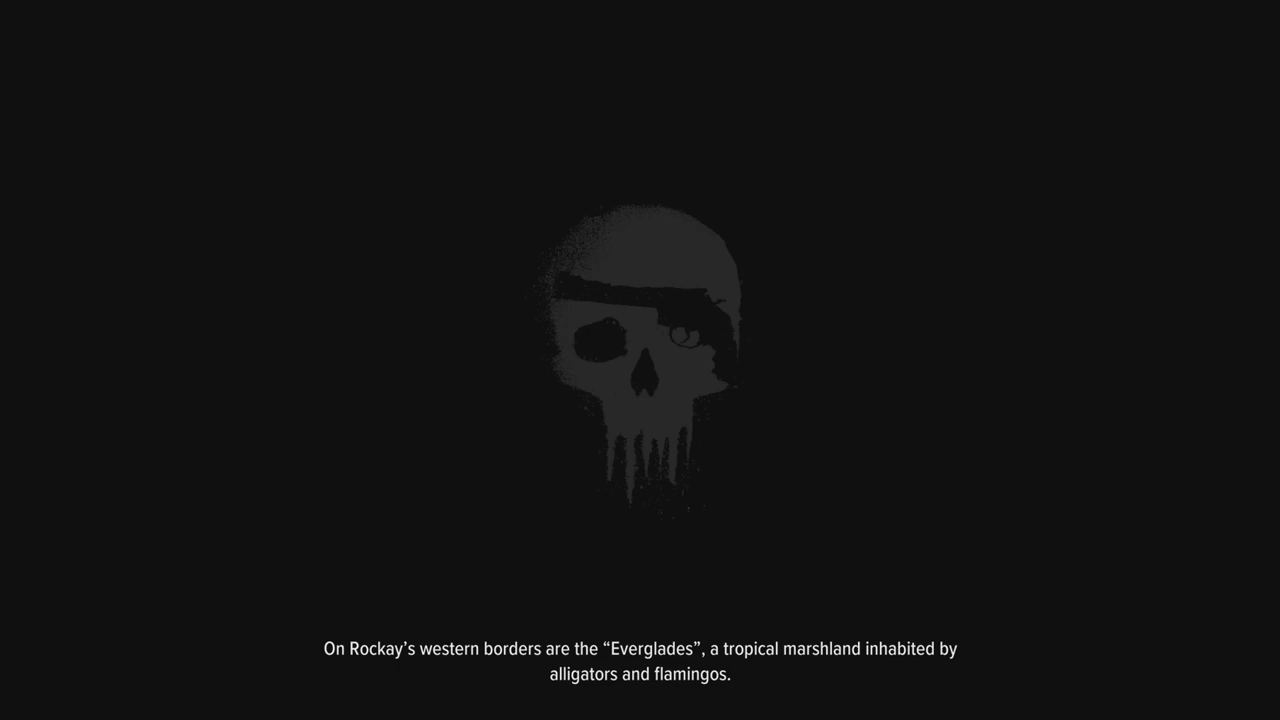 On Rockay’s western borders are the “Everglades”, a tropical marshland inhabited by
alligators and flamingos.